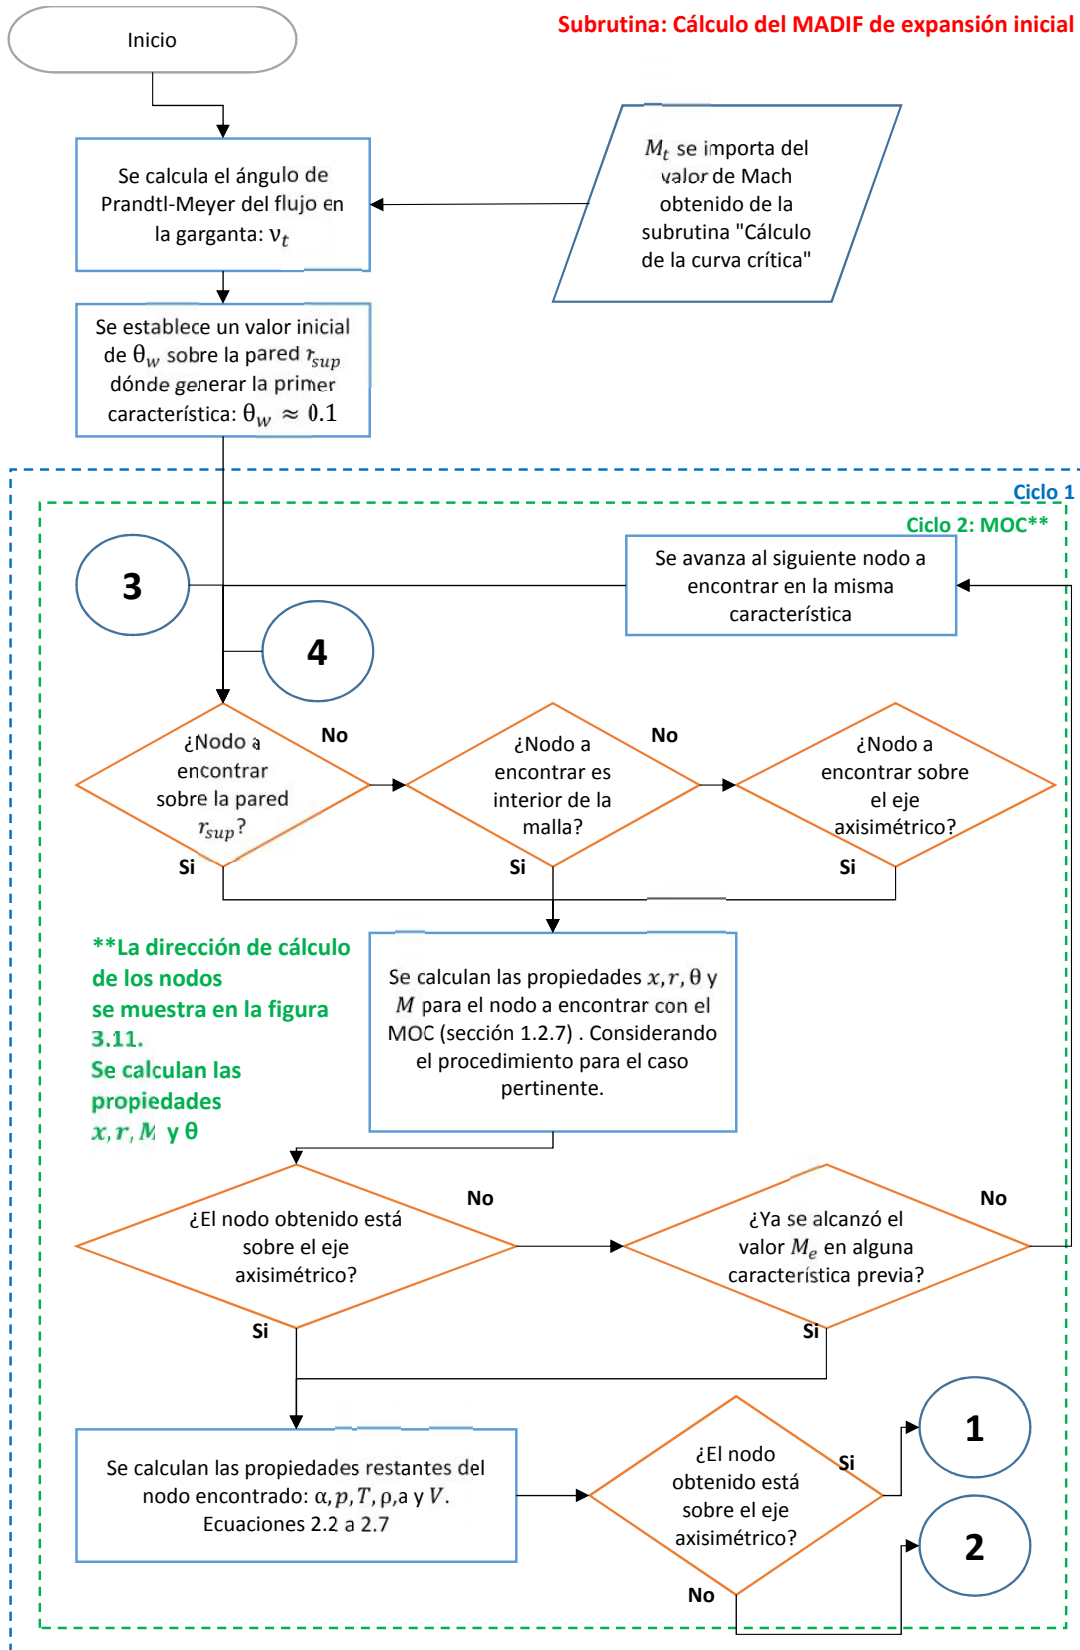 Subrutina: Cálculo del MADIF de expansión inicial
Inicio
Se calcula el ángulo de
Prandtl-Meyer del flujo en
la garganta: ν_t
M_t se importa del
valor de Mach
obtenido de la
subrutina "Cálculo
de la curva crítica"
Se establece un valor inicial
de θ_w sobre la pared r_sup
dónde generar la primer
característica: θ_w ≈ 0.1
Ciclo 1
Ciclo 2: MOC**
3
Se avanza al siguiente nodo a
encontrar en la misma
característica
4
¿Nodo a
encontrar
sobre la pared
r_sup?
No
Si
¿Nodo a
encontrar es
interior de la
malla?
No
Si
¿Nodo a
encontrar sobre
el eje
axisimétrico?
Si
**La dirección de cálculo
de los nodos
se muestra en la figura
3.11.
Se calculan las
propiedades
x, r, M y θ
Se calculan las propiedades x, r, θ y
M para el nodo a encontrar con el
MOC (sección 1.2.7) . Considerando
el procedimiento para el caso
pertinente.
¿El nodo obtenido está
sobre el eje
axisimétrico?
No
Si
¿Ya se alcanzó el
valor M_e en alguna
característica previa?
No
Si
Se calculan las propiedades restantes del
nodo encontrado: α, p, T, ρ,a y V.
Ecuaciones 2.2 a 2.7
¿El nodo
obtenido está
sobre el eje
axisimétrico?
Si
No
1
2